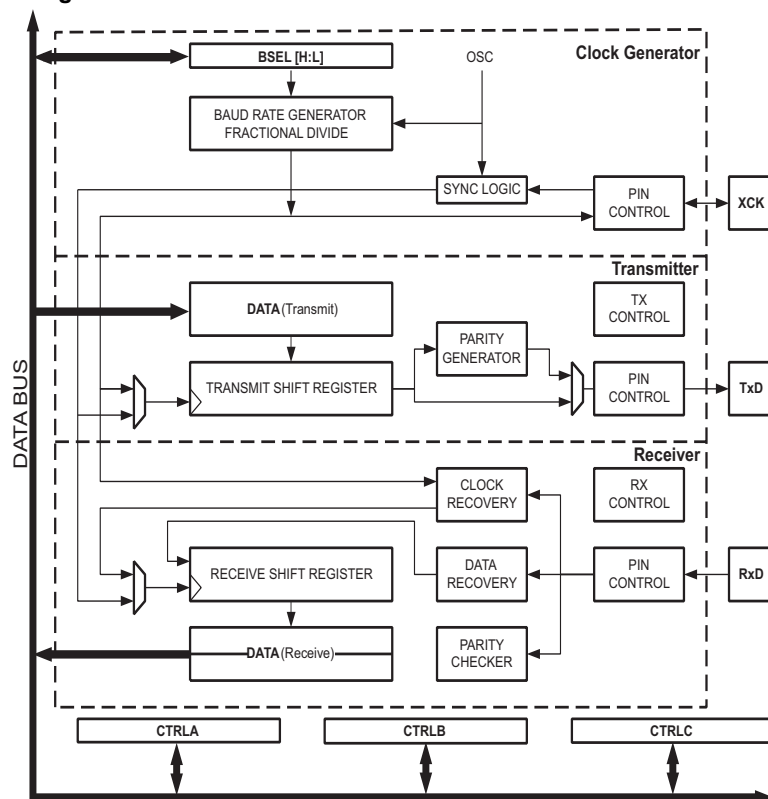 BSEL [H:L]
OSC
Clock Generator
BAUD RATE GENERATOR
FRACTIONAL DIVIDE
SYNC LOGIC
PIN
CONTROL
XCK
Transmitter
DATA (Transmit)
TX
CONTROL
PARITY
GENERATOR
TRANSMIT SHIFT REGISTER
PIN
CONTROL
TxD
DATA BUS
Receiver
CLOCK
RECOVERY
RX
CONTROL
RECEIVE SHIFT REGISTER
DATA
RECOVERY
PIN
CONTROL
RxD
DATA (Receive)
PARITY
CHECKER
CTRLA
CTRLB
CTRLC